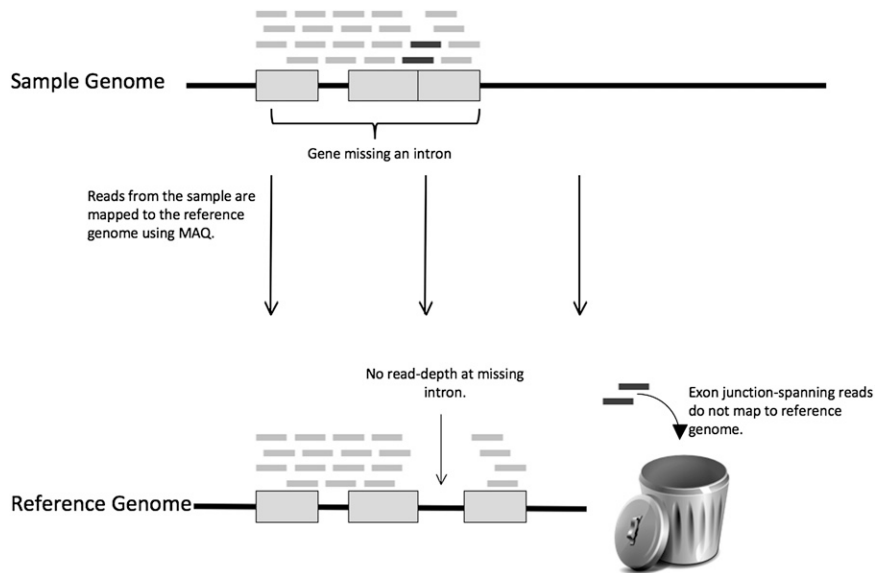 Sample Genome
Gene missing an intron
Reads from the sample are
mapped to the reference
genome using MAQ.
No read-depth at missing
intron.
Exon junction-spanning reads
do not map to reference
genome.
Reference Genome